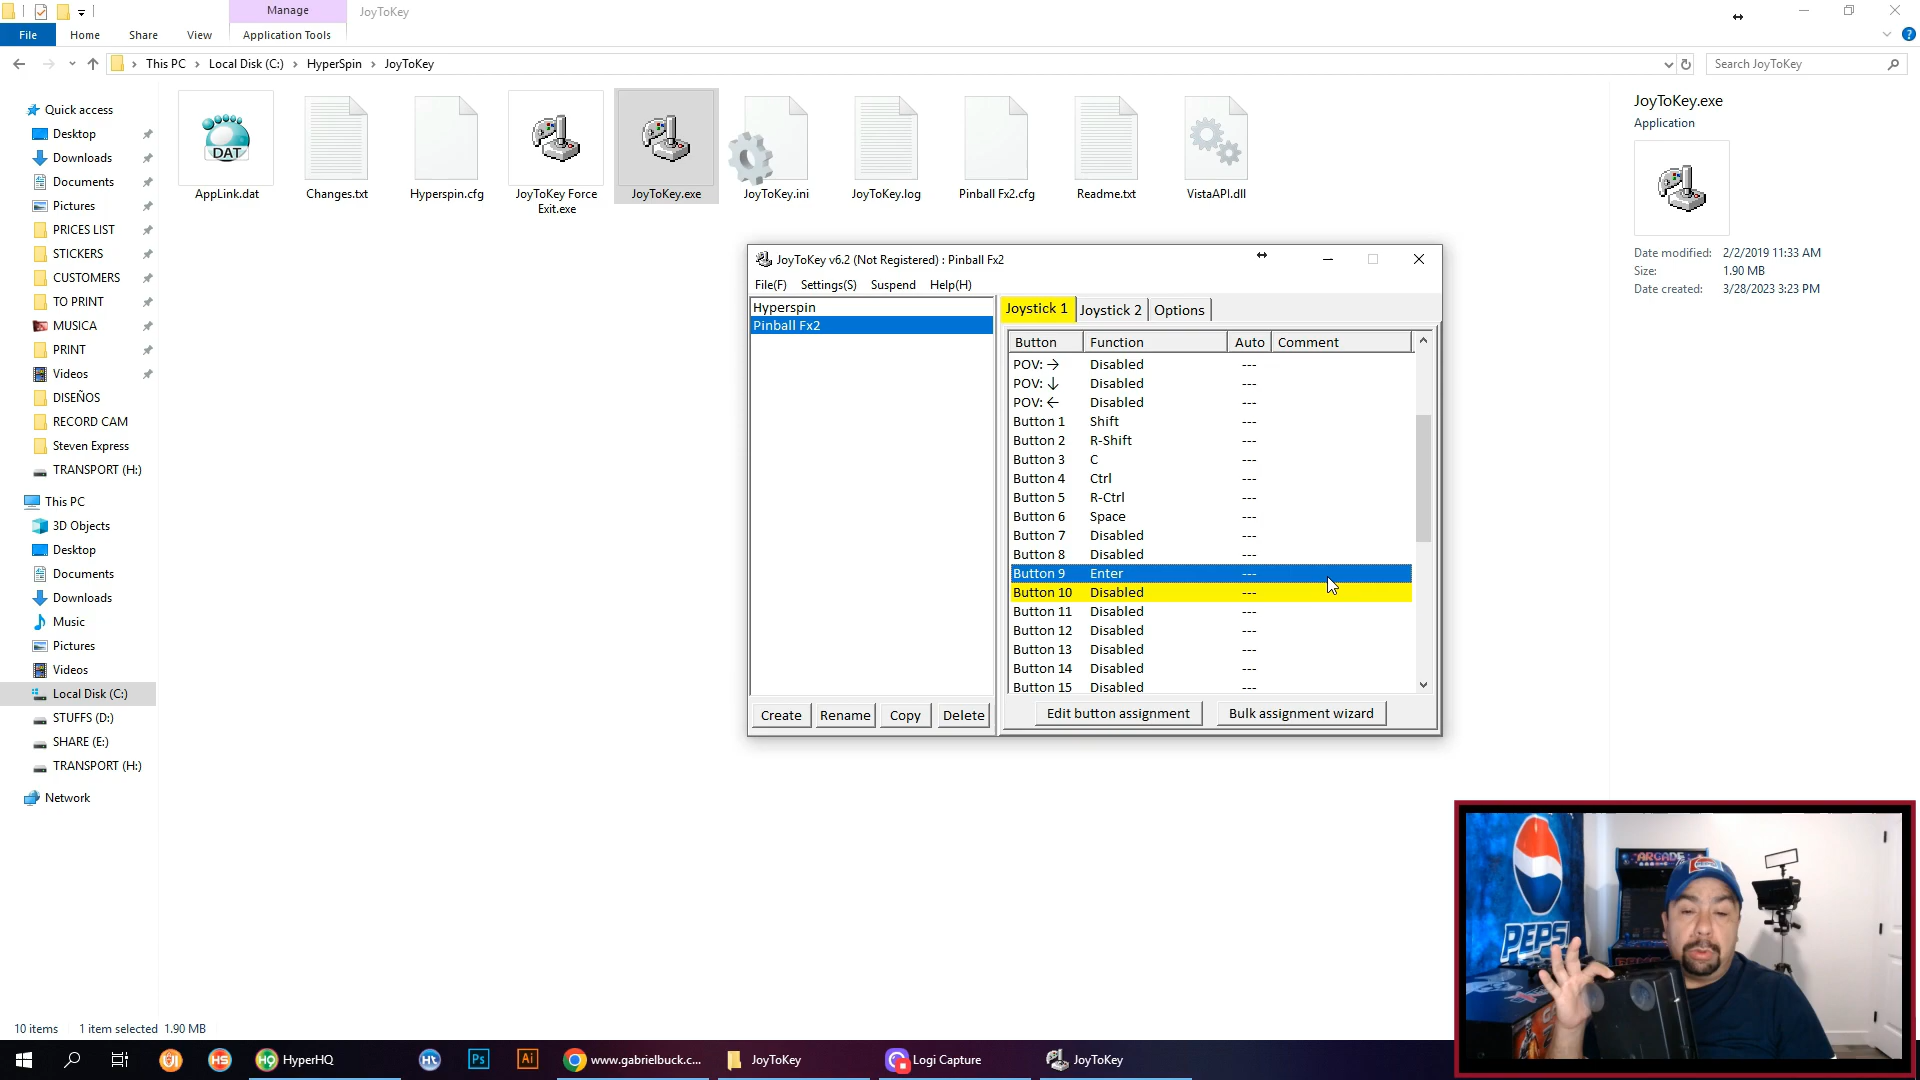 Manage
JoyToKey
File
Home
Share
View
Application Tools
This PC
Local Disk (C:)
HyperSpin
JoyToKey
Search JoyToKey
Quick access
Desktop
Downloads
Documents
Pictures
PRICES LIST
STICKERS
CUSTOMERS
TO PRINT
MUSICA
PRINT
Videos
DISEÑOS
RECORD CAM
Steven Express
TRANSPORT (H:)
This PC
3D Objects
Desktop
Documents
Downloads
Music
Pictures
Videos
Local Disk (C:)
STUFFS (D:)
SHARE (E:)
TRANSPORT (H:)
Network
DAT
AppLink.dat
Changes.txt
Hyperspin.cfg
JoyToKey Force
Exit.exe
JoyToKey.exe
JoyToKey.ini
JoyToKey.log
Pinball Fx2.cfg
Readme.txt
VistaAPI.dll
JoyToKey.exe
Application
Date modified: 2/2/2019 11:33 AM
Size: 1.90 MB
Date created: 3/28/2023 3:23 PM
JoyToKey v6.2 (Not Registered) : Pinball Fx2
File(F) Settings(S) Suspend Help(H)
Hyperspin
Pinball Fx2
Create Rename Copy Delete
Joystick 1 Joystick 2 Options
Button Function Auto Comment
POV: → Disabled ---
POV: ↓ Disabled ---
POV: ← Disabled ---
Button 1 Shift ---
Button 2 R-Shift ---
Button 3 C ---
Button 4 Ctrl ---
Button 5 R-Ctrl ---
Button 6 Space ---
Button 7 Disabled ---
Button 8 Disabled ---
Button 9 Enter ---
Button 10 Disabled ---
Button 11 Disabled ---
Button 12 Disabled ---
Button 13 Disabled ---
Button 14 Disabled ---
Button 15 Disabled ---
Edit button assignment Bulk assignment wizard
ARCADE
PEPS
10 items 1 item selected 1.90 MB
HS
HQ
HyperHQ
Ht
Ps
Ai
www.gabrielbuck.c...
JoyToKey
Logi Capture
JoyToKey